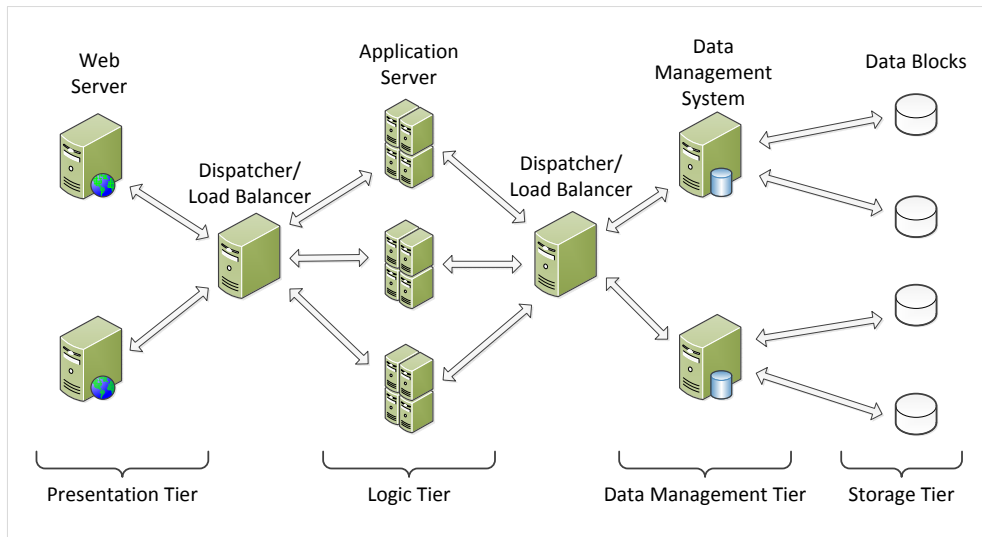 Web
Server
Application
Server
Data
Management
System
Data Blocks
Dispatcher/
Load Balancer
Dispatcher/
Load Balancer
Presentation Tier
Logic Tier
Data Management Tier
Storage Tier